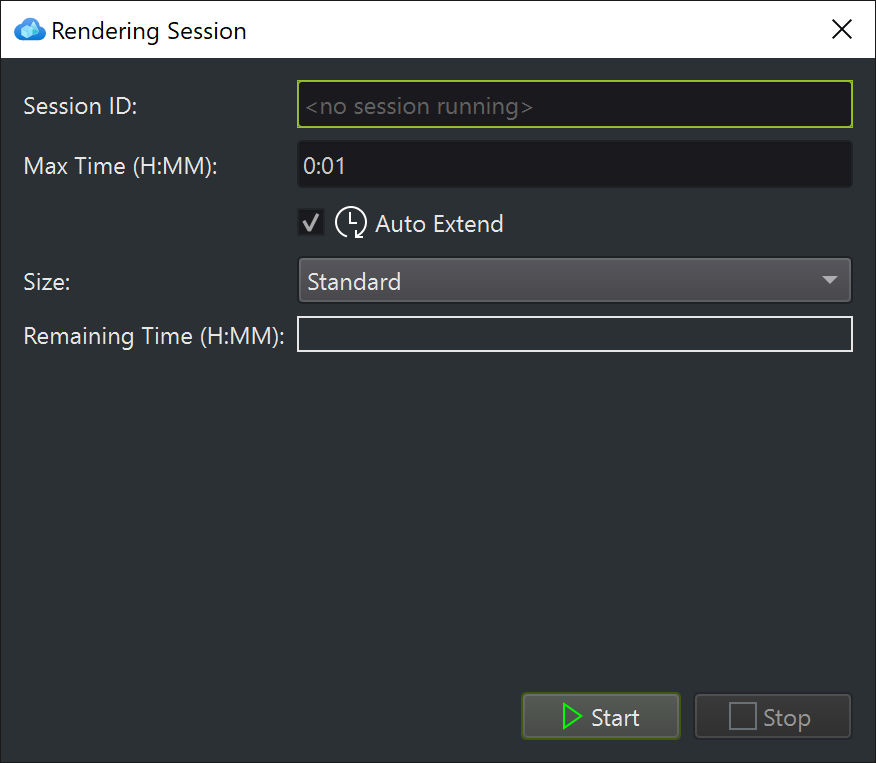 Rendering Session
Session ID: <no session running>
Max Time (H:MM): 0:01
Auto Extend
Size: Standard
Remaining Time (H:MM):
Start Stop